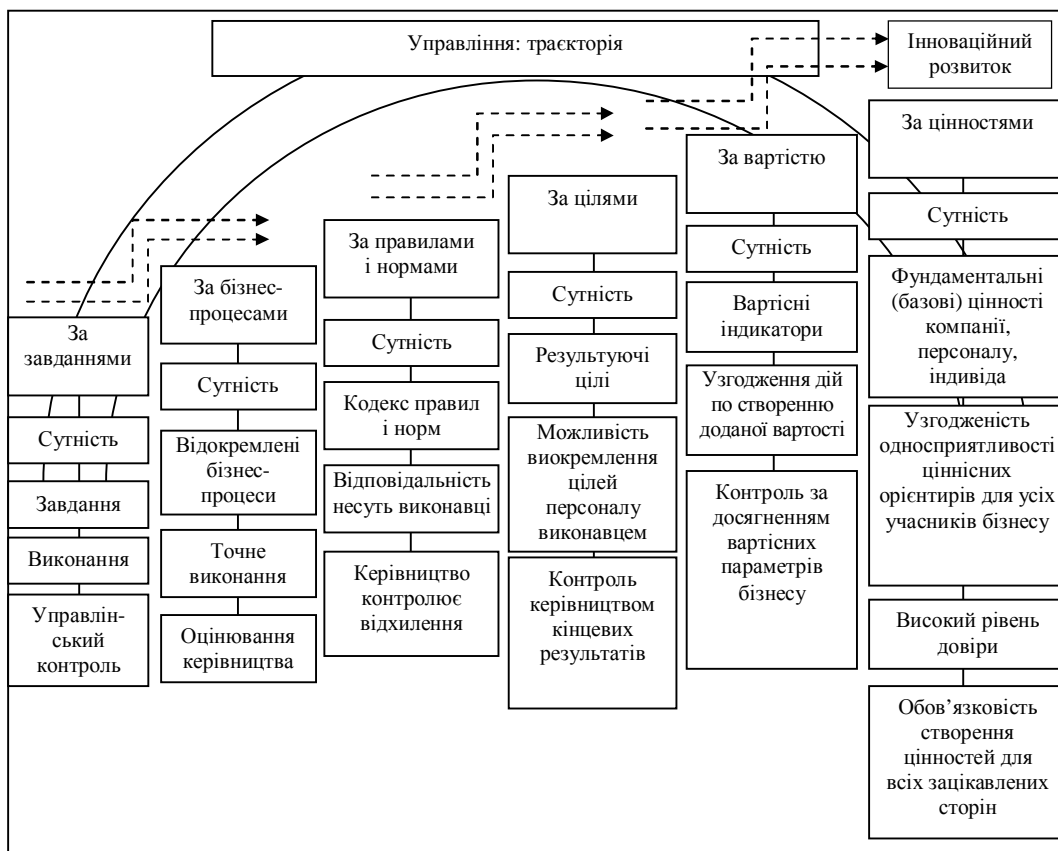 Управління: траєкторія
Інноваційний
розвиток
За
завданнями
Сутність
Завдання
Виконання
Управлін-
ський
контроль
За бізнес-
процесами
Сутність
Відокремлені
бізнес-
процеси
Точне
виконання
Оцінювання
керівництва
За правилами
і нормами
Сутність
Кодекс правил
і норм
Відповідальність
несуть виконавці
Керівництво
контролює
відхилення
За цілями
Сутність
Результуючі
цілі
Можливість
виокремлення
цілей
персоналу
виконавцем
Контроль
керівництвом
кінцевих
результатів
За вартістю
Сутність
Вартісні
індикатори
Узгодження дій
по створенню
доданої вартості
Контроль за
досягненням
вартісних
параметрів
бізнесу
За цінностями
Сутність
Фундаментальні
(базові) цінності
компанії,
персоналу,
індивіда
Узгодженість
односприятливості
ціннісних
орієнтирів для усіх
учасників бізнесу
Високий рівень
довіри
Обов’язковість
створення
цінностей для
всіх зацікавлених
сторін